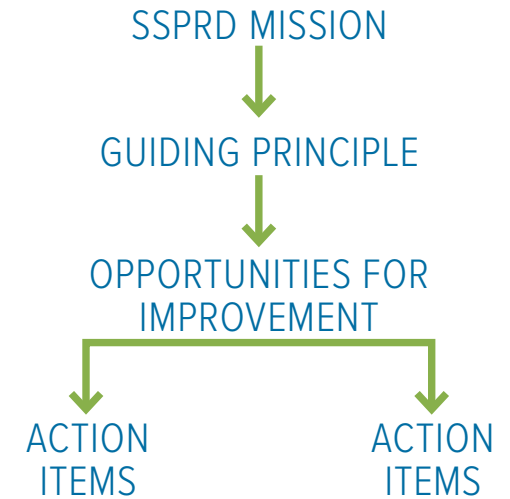 SSPRD MISSION
GUIDING PRINCIPLE
OPPORTUNITIES FOR
IMPROVEMENT
ACTION
ITEMS
ACTION
ITEMS